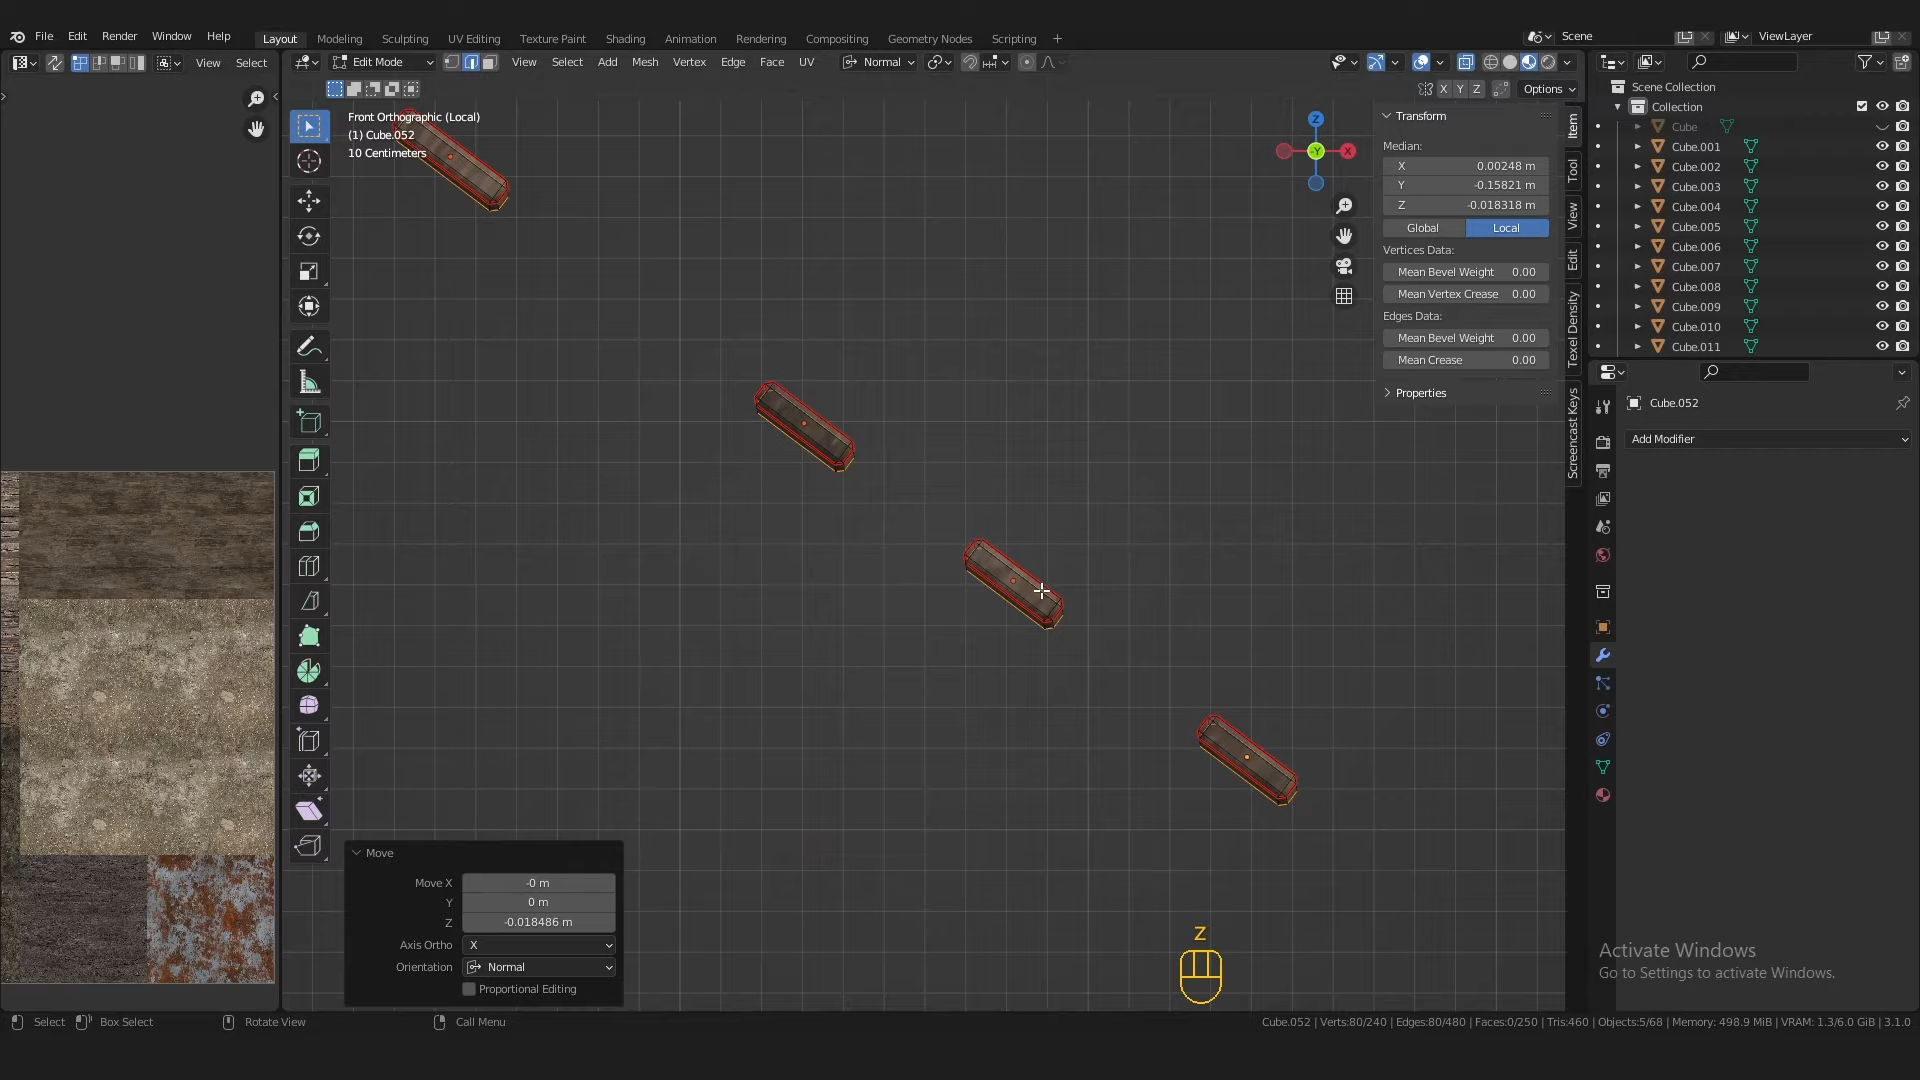 File Edit Render Window Help Layout Modeling Sculpting UV Editing Texture Paint Shading Animation Rendering Compositing Geometry Nodes Scripting + Scene ViewLayer
View Select Edit Mode View Select Add Mesh Vertex Edge Face UV Normal
X Y Z Options
Front Orthographic (Local)
(1) Cube.052
10 Centimeters
Z
-Y
X
Transform
Median:
X 0.00248 m
Y -0.15821 m
Z -0.018318 m
Global Local
Vertices Data:
Mean Bevel Weight 0.00
Mean Vertex Crease 0.00
Edges Data:
Mean Bevel Weight 0.00
Mean Crease 0.00
Properties
Item
Tool
View
Edit
Texel Density
Screencast Keys
Scene Collection
Collection
Cube
Cube.001
Cube.002
Cube.003
Cube.004
Cube.005
Cube.006
Cube.007
Cube.008
Cube.009
Cube.010
Cube.011
Cube.052
Add Modifier
Move
Move X -0 m
Y 0 m
Z -0.018486 m
Axis Ortho X
Orientation Normal
Proportional Editing
Z
Activate Windows
Go to Settings to activate Windows.
Select Box Select Rotate View Call Menu Cube.052 | Verts:80/240 | Edges:80/480 | Faces:0/250 | Tris:460 | Objects:5/68 | Memory: 498.9 MiB | VRAM: 1.3/6.0 GiB | 3.1.0